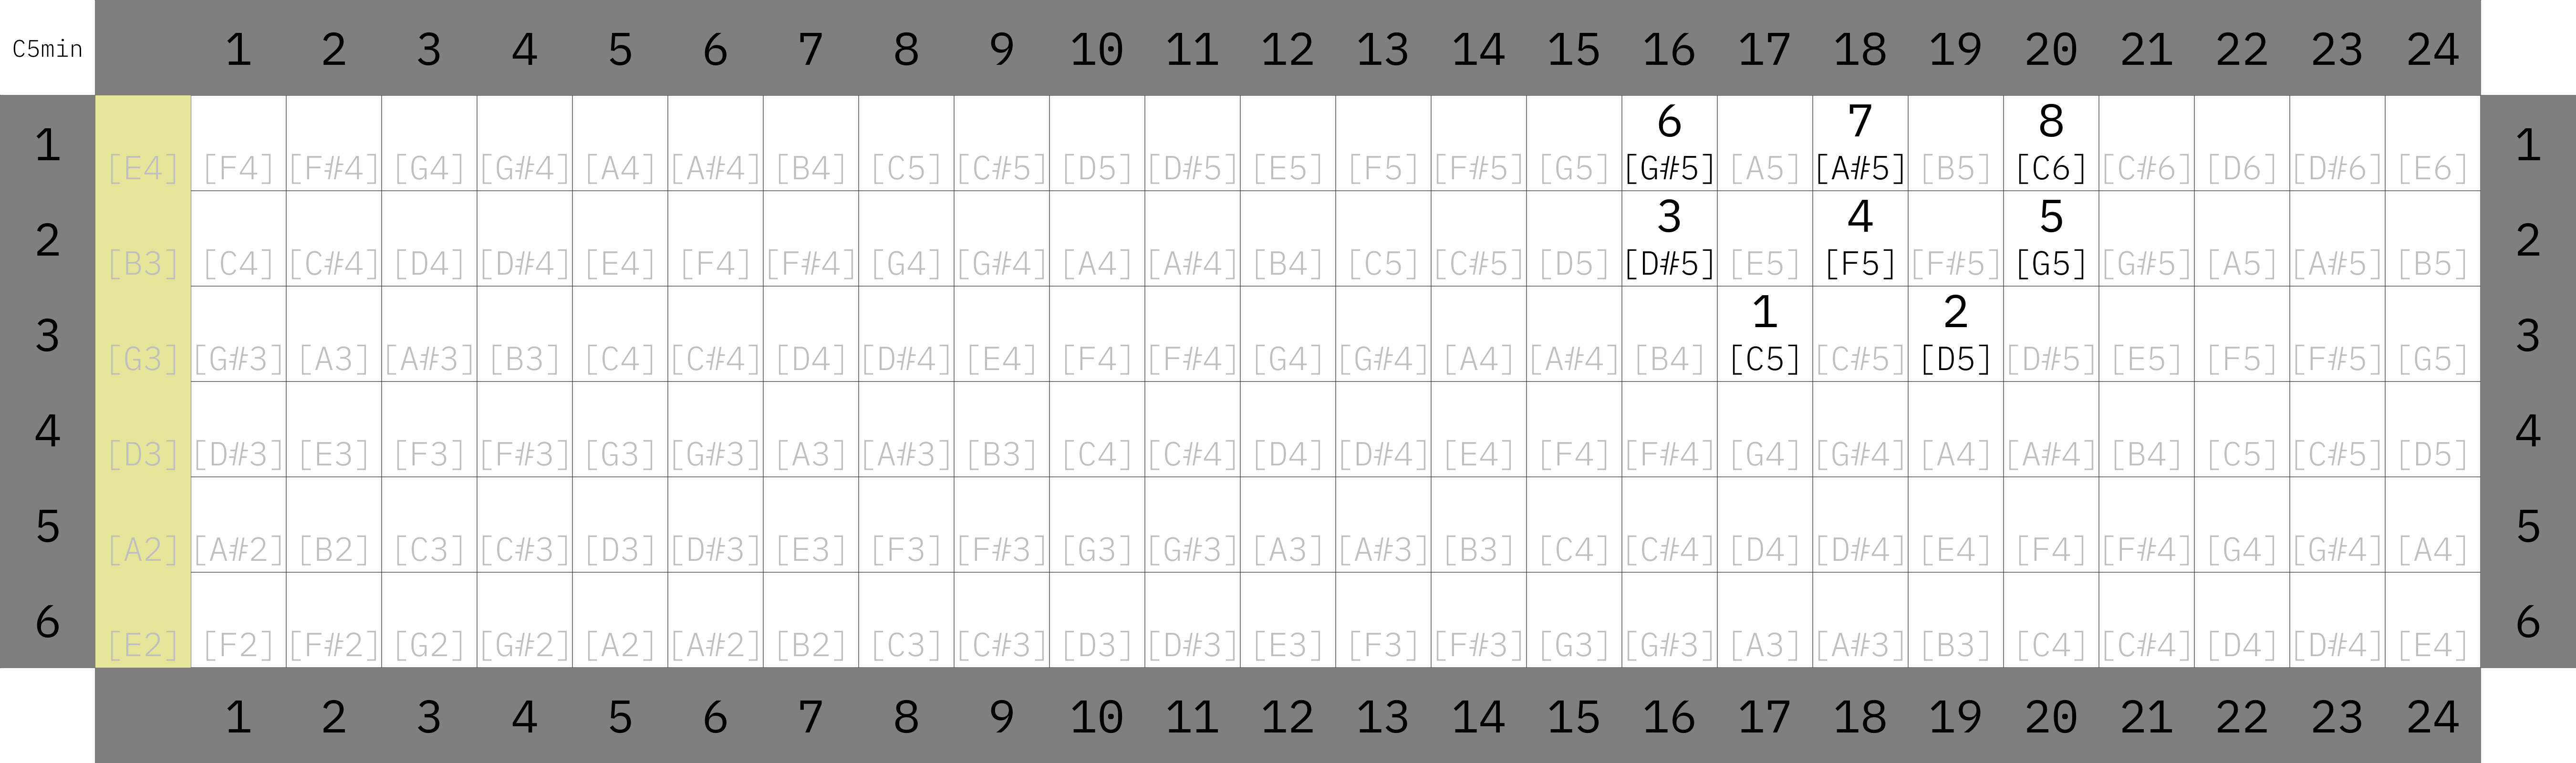 C5min 1 2 3 4 5 6 7 8 9 10 11 12 13 14 15 16 17 18 19 20 21 22 23 24
6 7 8
1 [E4] [F4] [F#4] [G4] [G#4] [A4] [A#4] [B4] [C5] [C#5] [D5] [D#5] [E5] [F5] [F#5] [G5] [G#5] [A5] [A#5] [B5] [C6] [C#6] [D6] [D#6] [E6] 1
3 4 5
2 [B3] [C4] [C#4] [D4] [D#4] [E4] [F4] [F#4] [G4] [G#4] [A4] [A#4] [B4] [C5] [C#5] [D5] [D#5] [E5] [F5] [F#5] [G5] [G#5] [A5] [A#5] [B5] 2
1 2
3 [G3] [G#3] [A3] [A#3] [B3] [C4] [C#4] [D4] [D#4] [E4] [F4] [F#4] [G4] [G#4] [A4] [A#4] [B4] [C5] [C#5] [D5] [D#5] [E5] [F5] [F#5] [G5] 3
4 [D3] [D#3] [E3] [F3] [F#3] [G3] [G#3] [A3] [A#3] [B3] [C4] [C#4] [D4] [D#4] [E4] [F4] [F#4] [G4] [G#4] [A4] [A#4] [B4] [C5] [C#5] [D5] 4
5 [A2] [A#2] [B2] [C3] [C#3] [D3] [D#3] [E3] [F3] [F#3] [G3] [G#3] [A3] [A#3] [B3] [C4] [C#4] [D4] [D#4] [E4] [F4] [F#4] [G4] [G#4] [A4] 5
6 [E2] [F2] [F#2] [G2] [G#2] [A2] [A#2] [B2] [C3] [C#3] [D3] [D#3] [E3] [F3] [F#3] [G3] [G#3] [A3] [A#3] [B3] [C4] [C#4] [D4] [D#4] [E4] 6
1 2 3 4 5 6 7 8 9 10 11 12 13 14 15 16 17 18 19 20 21 22 23 24